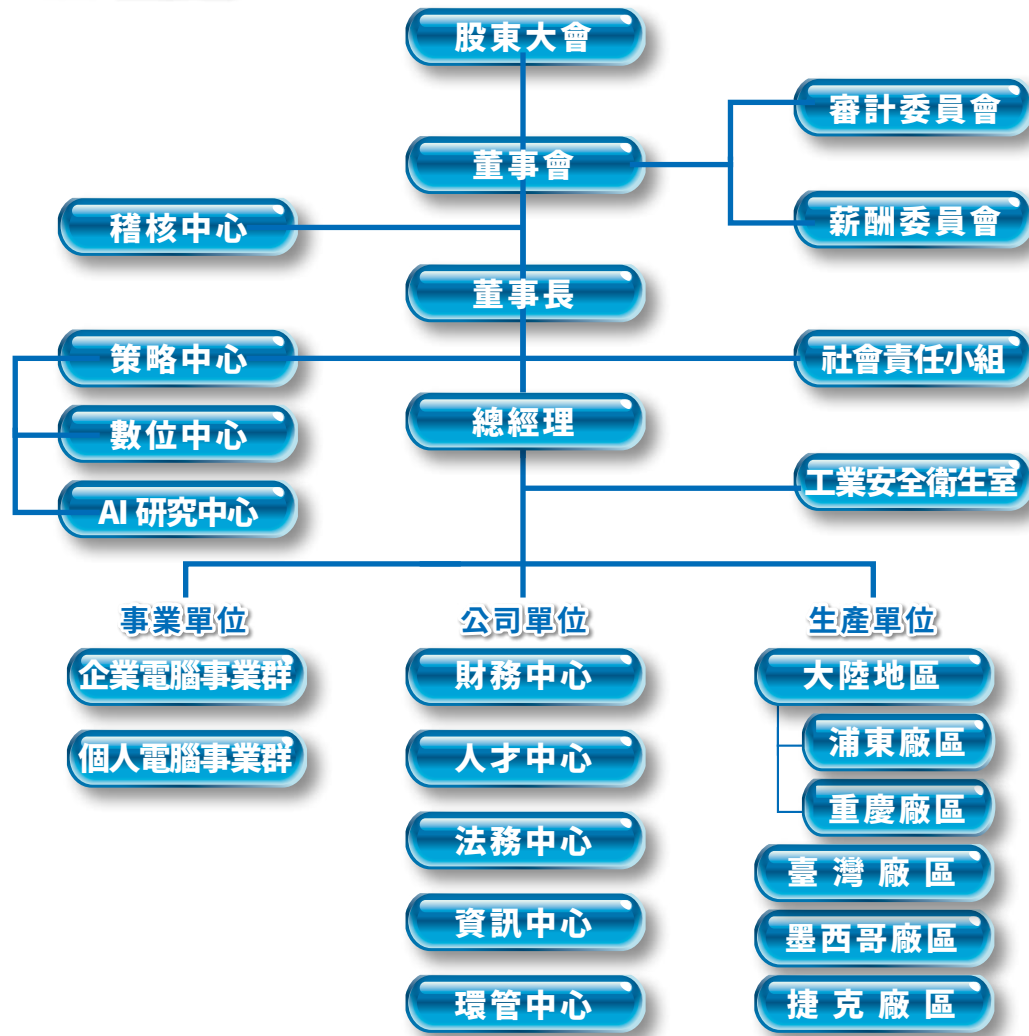 股東大會
審計委員會
董事會
薪酬委員會
稽核中心
董事長
策略中心
社會責任小組
數位中心
總經理
工業安全衛生室
AI 研究中心
事業單位
公司單位
生產單位
企業電腦事業群
財務中心
大陸地區
個人電腦事業群
人才中心
浦東廠區
重慶廠區
法務中心
臺灣廠區
資訊中心
墨西哥廠區
環管中心
捷克廠區